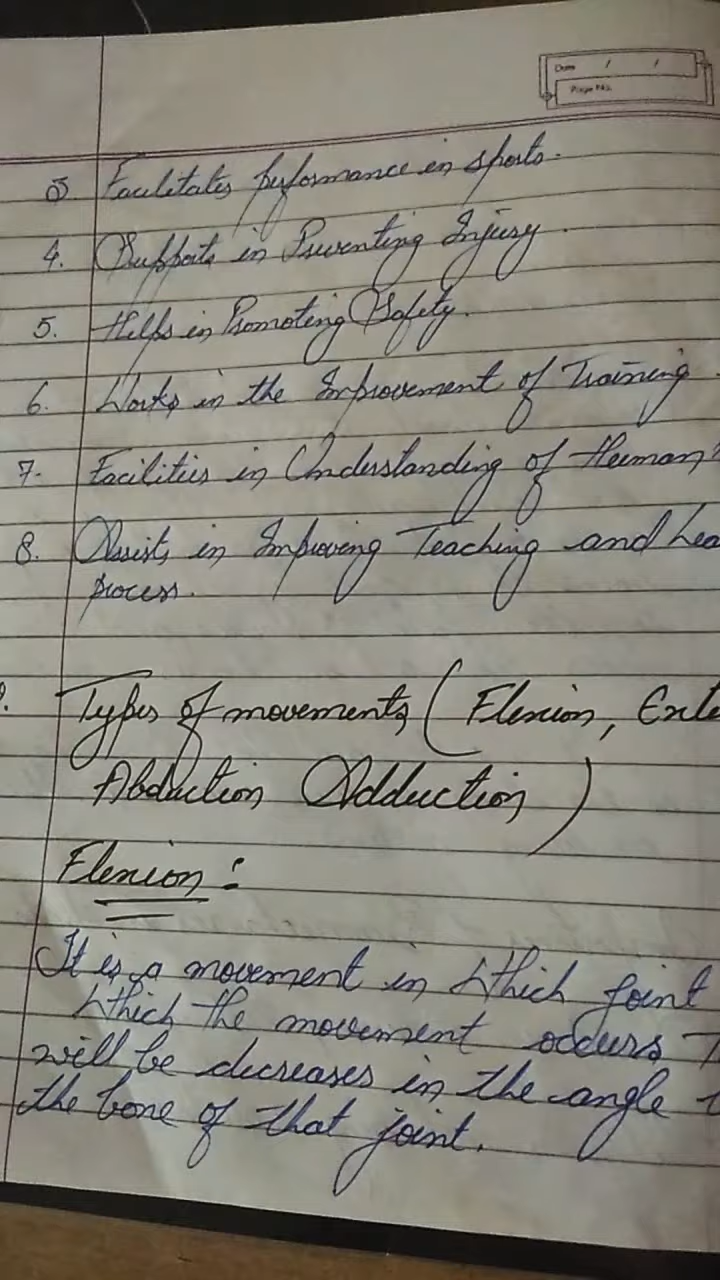 Date / /
Page No.
3 Facilitates performance in sports.
4. Supports in Preventing Injury.
5. Helps in Promoting Safety.
6. Works in the Improvement of Training.
7. Facilities in Understanding of Human
8. Assists in Improving Teaching and Lea
process.
Types of movements ( Flexion, Exte
Abduction Adduction )
Flexion :
It is a movement in Which joint
Which the movement occurs
will be decreases in the angle
the bone of that joint.